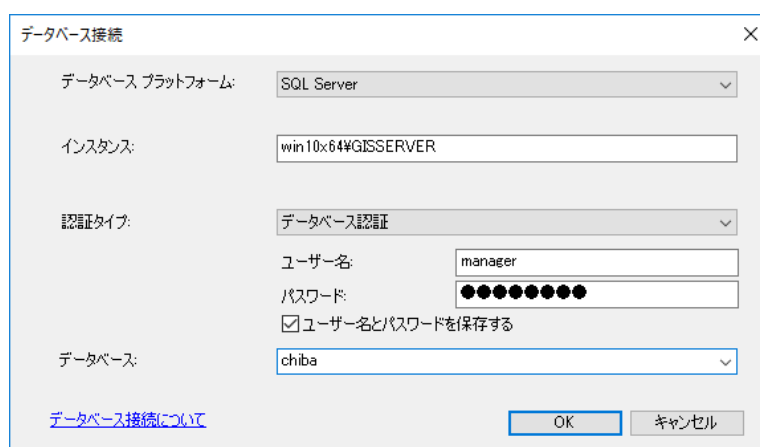 データベース接続
データベース プラットフォーム: SQL Server
インスタンス: win10x64¥GISSERVER
認証タイプ: データベース認証
ユーザー名: manager
パスワード: ●●●●●●●●
ユーザー名とパスワードを保存する
データベース: chiba
データベース接続について OK キャンセル